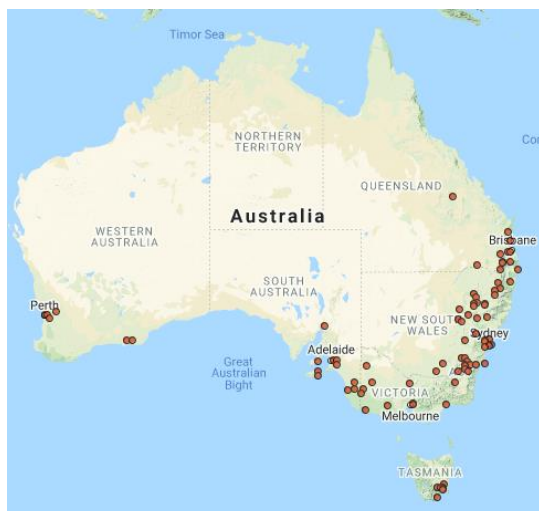 Timor Sea
NORTHERN
TERRITORY
QUEENSLAND
Australia
WESTERN
AUSTRALIA
Brisbane
SOUTH
AUSTRALIA
Perth
NEW SOUTH
WALES
Sydney
Adelaide
Great
Australian
Bight
VICTORIA
Melbourne
TASMANIA